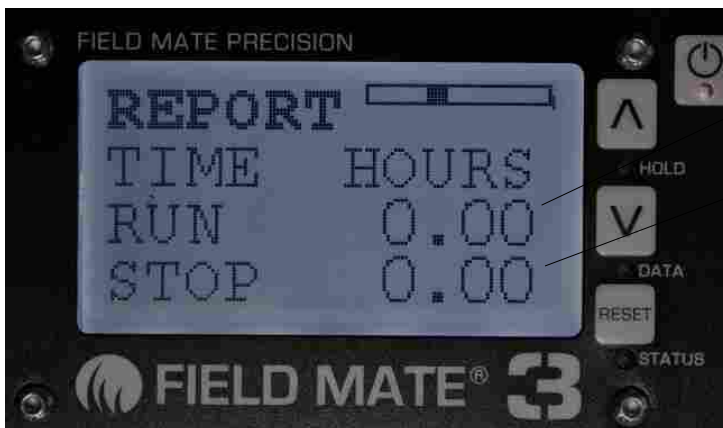 FIELD MATE PRECISION
REPORT
TIME HOURS
RUN 0.00
STOP 0.00
HOLD
DATA
RESET
STATUS
FIELD MATE® 3